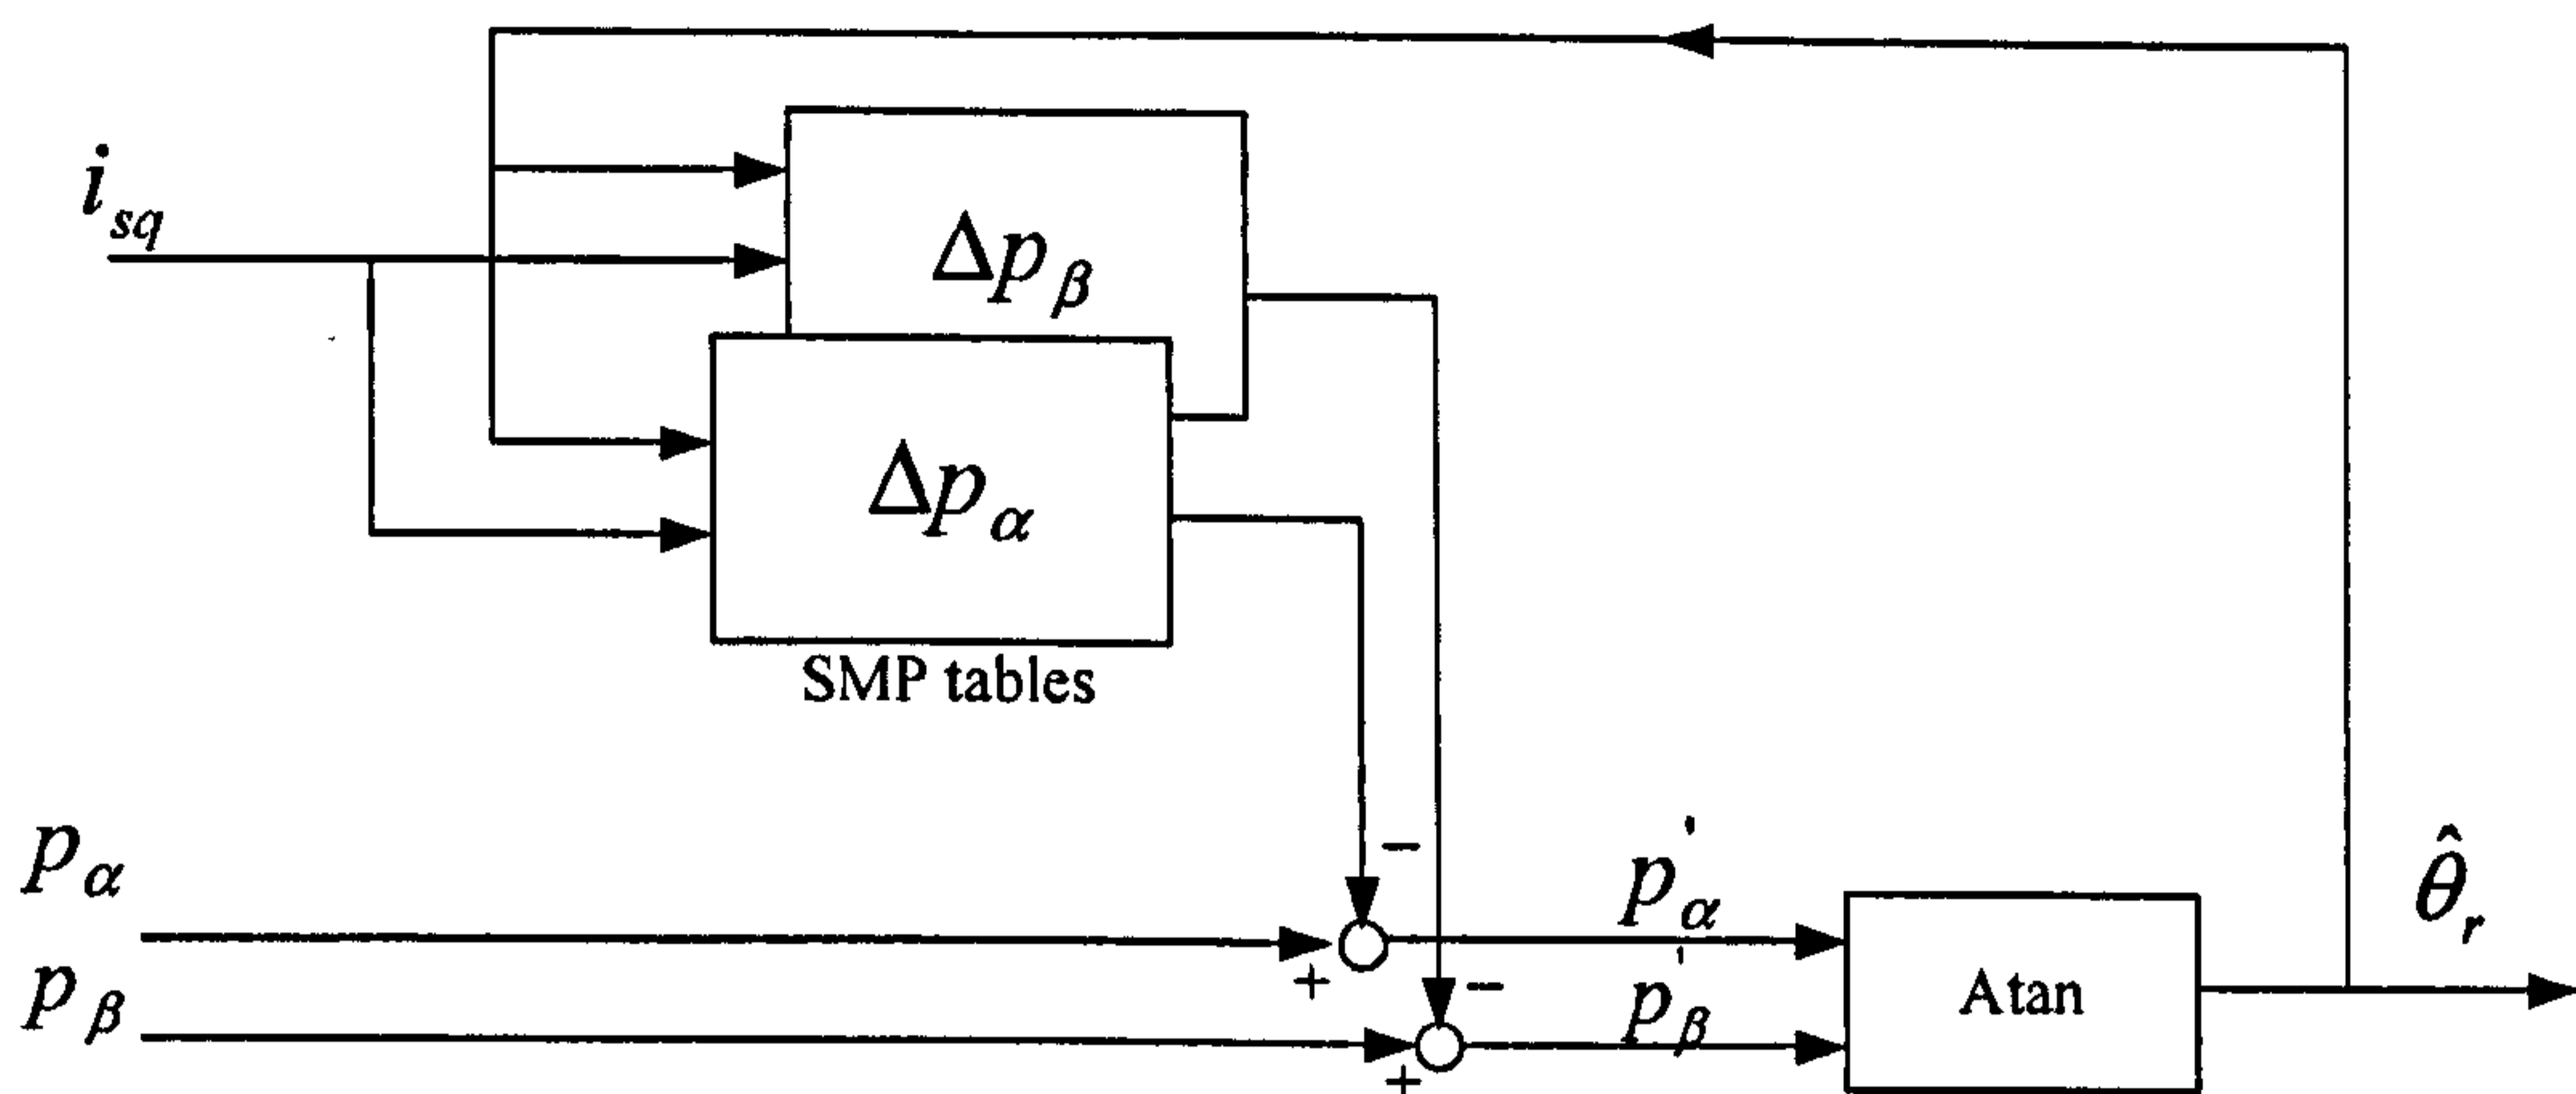 i_sq
Δp_β
Δp_α
SMP tables
p_α
−
p'_α
θ̂_r
+
p_β
−
p'_β
Atan
+